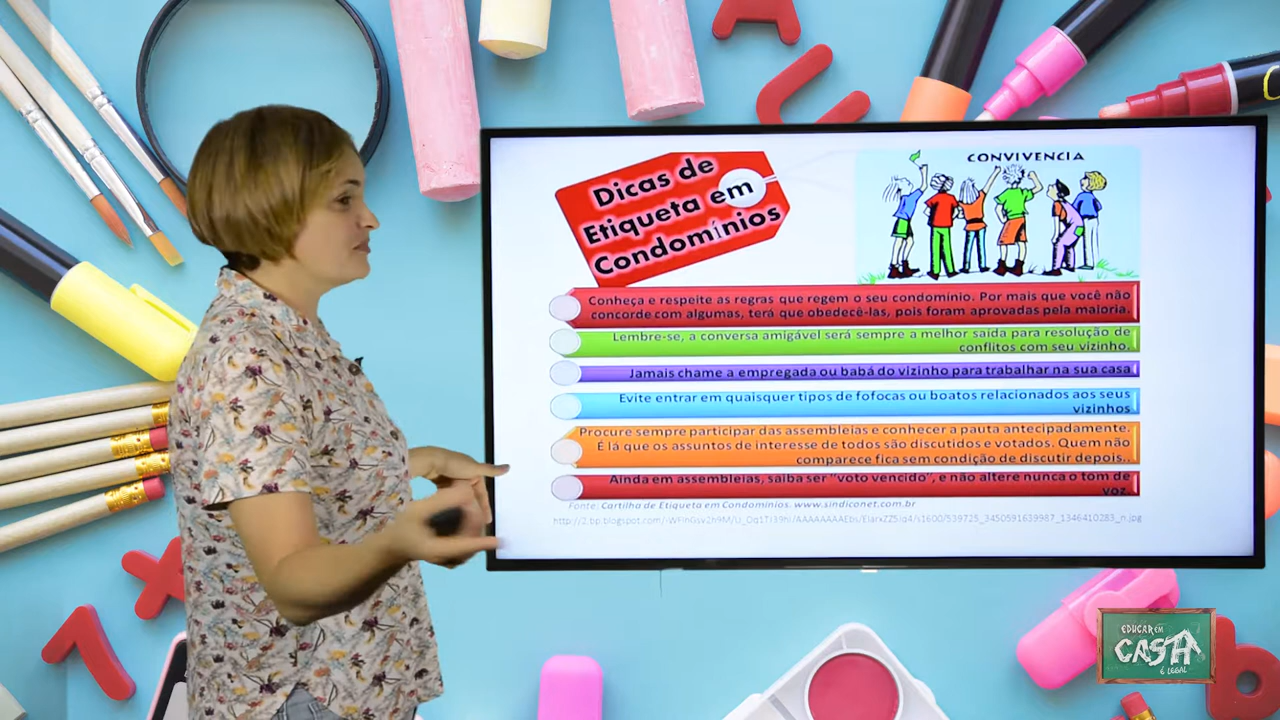 Dicas de
Etiqueta em
Condomínios
CONVIVENCIA
Conheça e respeite as regras que regem o seu condomínio. Por mais que você não
concorde com algumas, terá que obedecê-las, pois foram aprovadas pela maioria.
Lembre-se, a conversa amigável será sempre a melhor saída para resolução de
conflitos com seu vizinho.
Jamais chame a empregada ou babá do vizinho para trabalhar na sua casa
Evite entrar em quaisquer tipos de fofocas ou boatos relacionados aos seus
vizinhos
Procure sempre participar das assembleias e conhecer a pauta antecipadamente.
É lá que os assuntos de interesse de todos são discutidos e votados. Quem não
comparece fica sem condição de discutir depois..
Ainda em assembleias, saiba ser "voto vencido", e não altere nunca o tom de
voz.
Fonte: Cartilha de Etiqueta em Condomínios. www.sindiconet.com.br
EDUCAR EM
CASA
É LEGAL